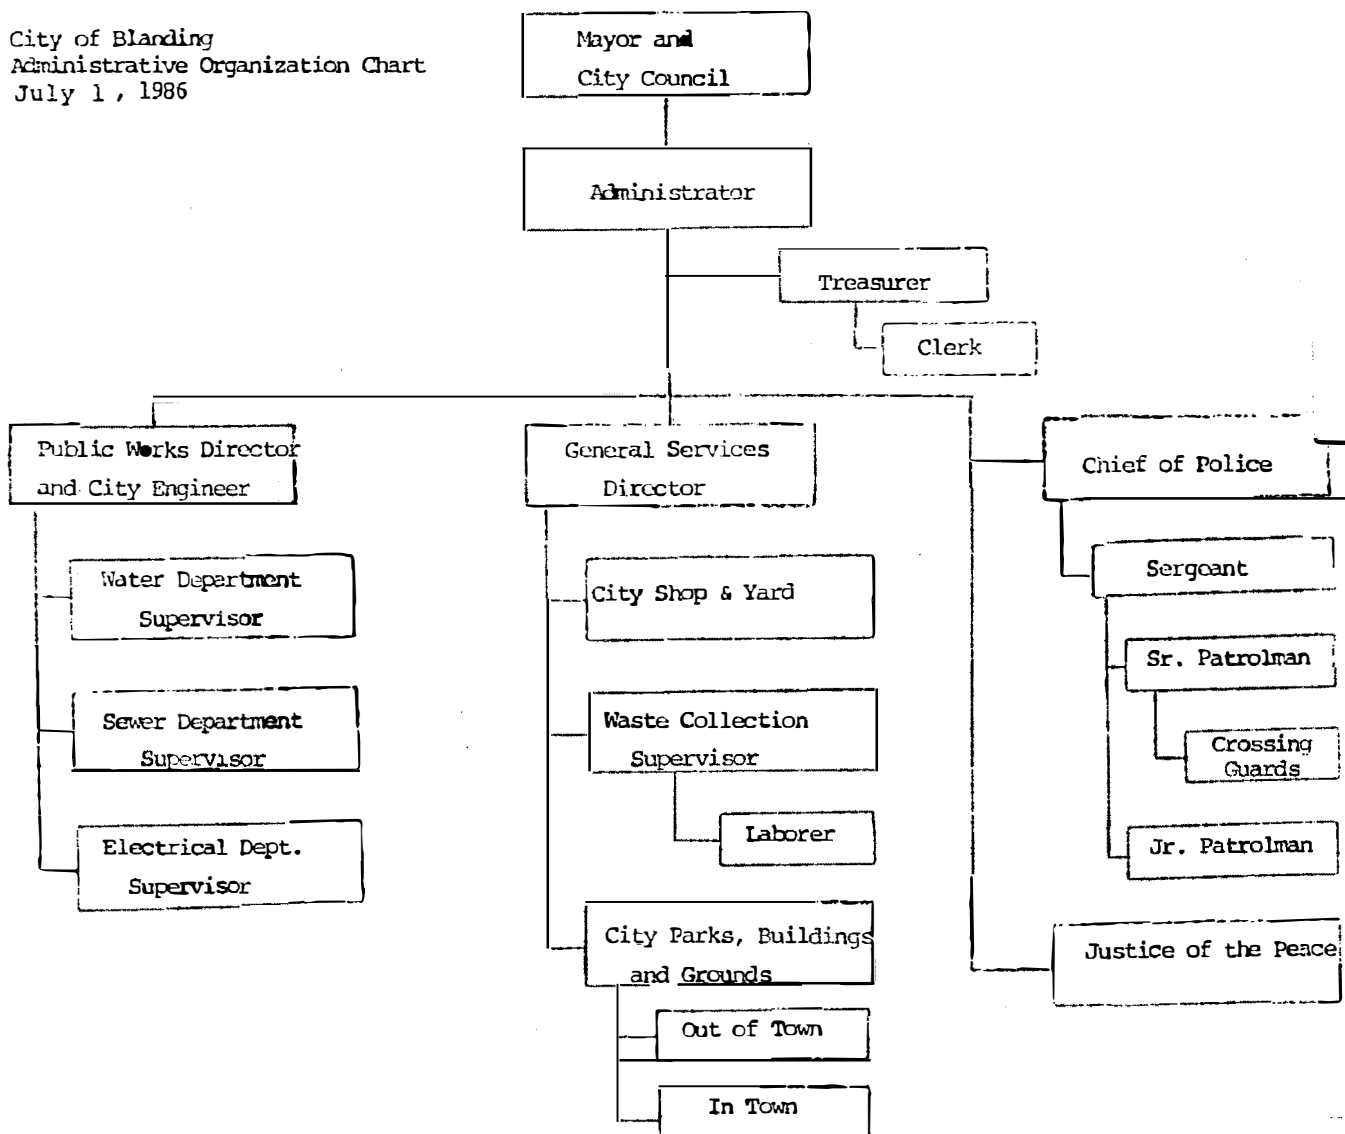 City of Blanding
Administrative Organization Chart
July 1, 1986
Mayor and
City Council
Administrator
Treasurer
Clerk
Public Works Director
and City Engineer
Water Department
Supervisor
Sewer Department
Supervisor
Electrical Dept.
Supervisor
General Services
Director
City Shop & Yard
Waste Collection
Supervisor
Laborer
City Parks, Buildings
and Grounds
Out of Town
In Town
Chief of Police
Sergeant
Sr. Patrolman
Crossing
Guards
Jr. Patrolman
Justice of the Peace